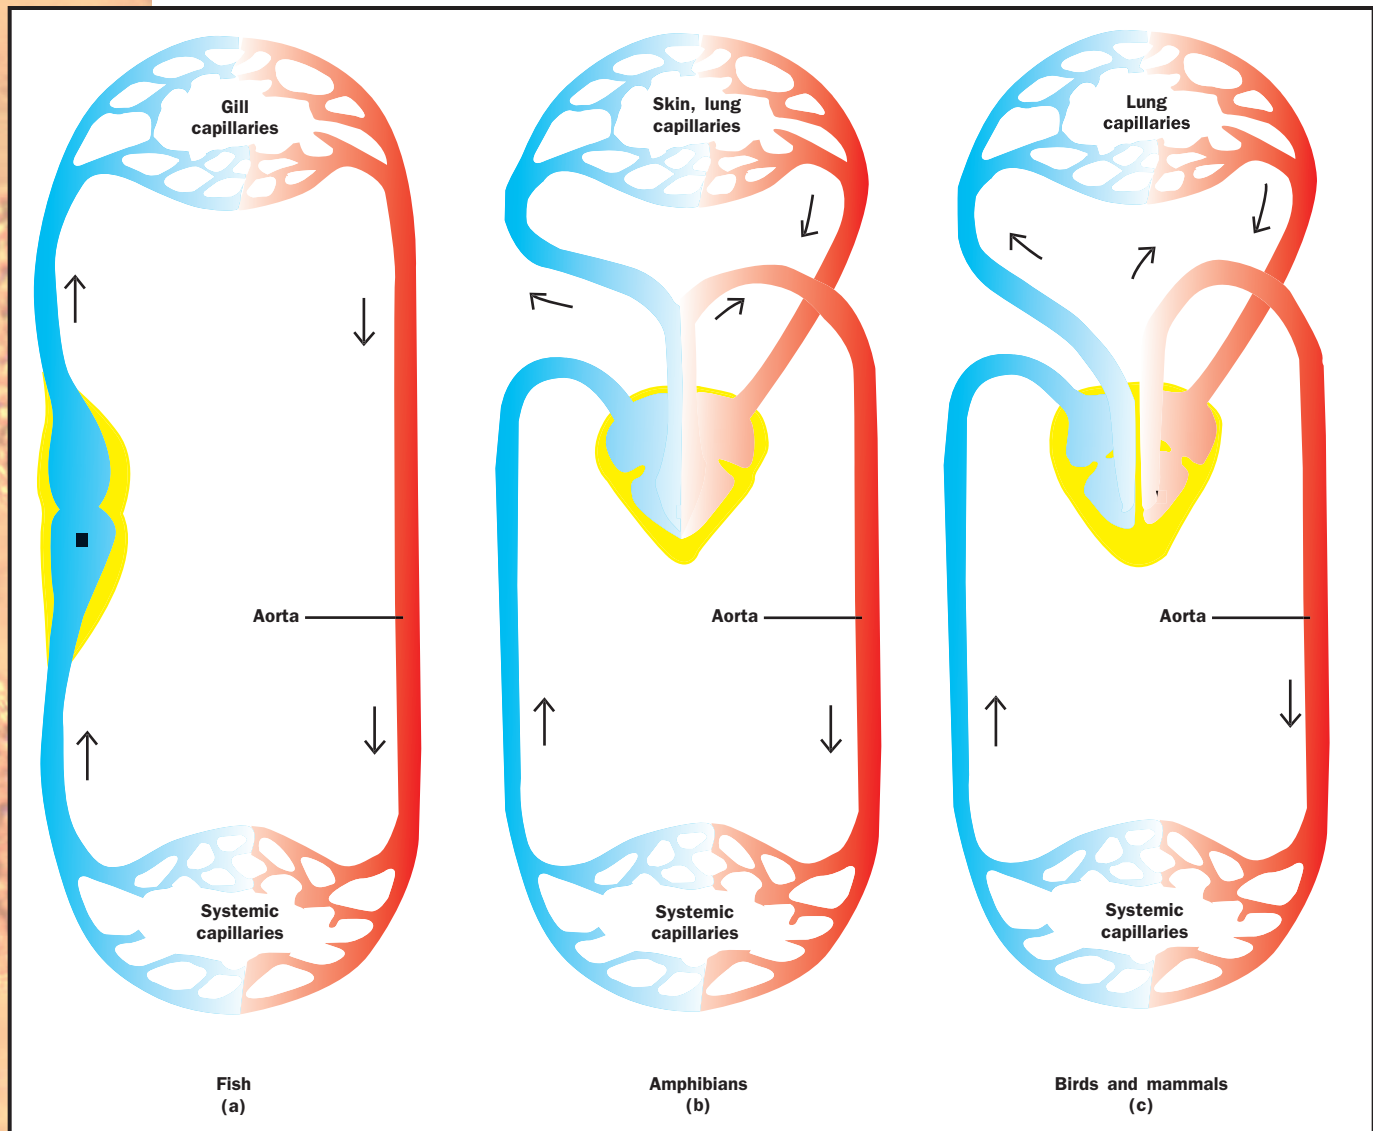 Gill
capillaries
Skin, lung
capillaries
Lung
capillaries
Aorta
Aorta
Aorta
Systemic
capillaries
Systemic
capillaries
Systemic
capillaries
Fish
(a)
Amphibians
(b)
Birds and mammals
(c)